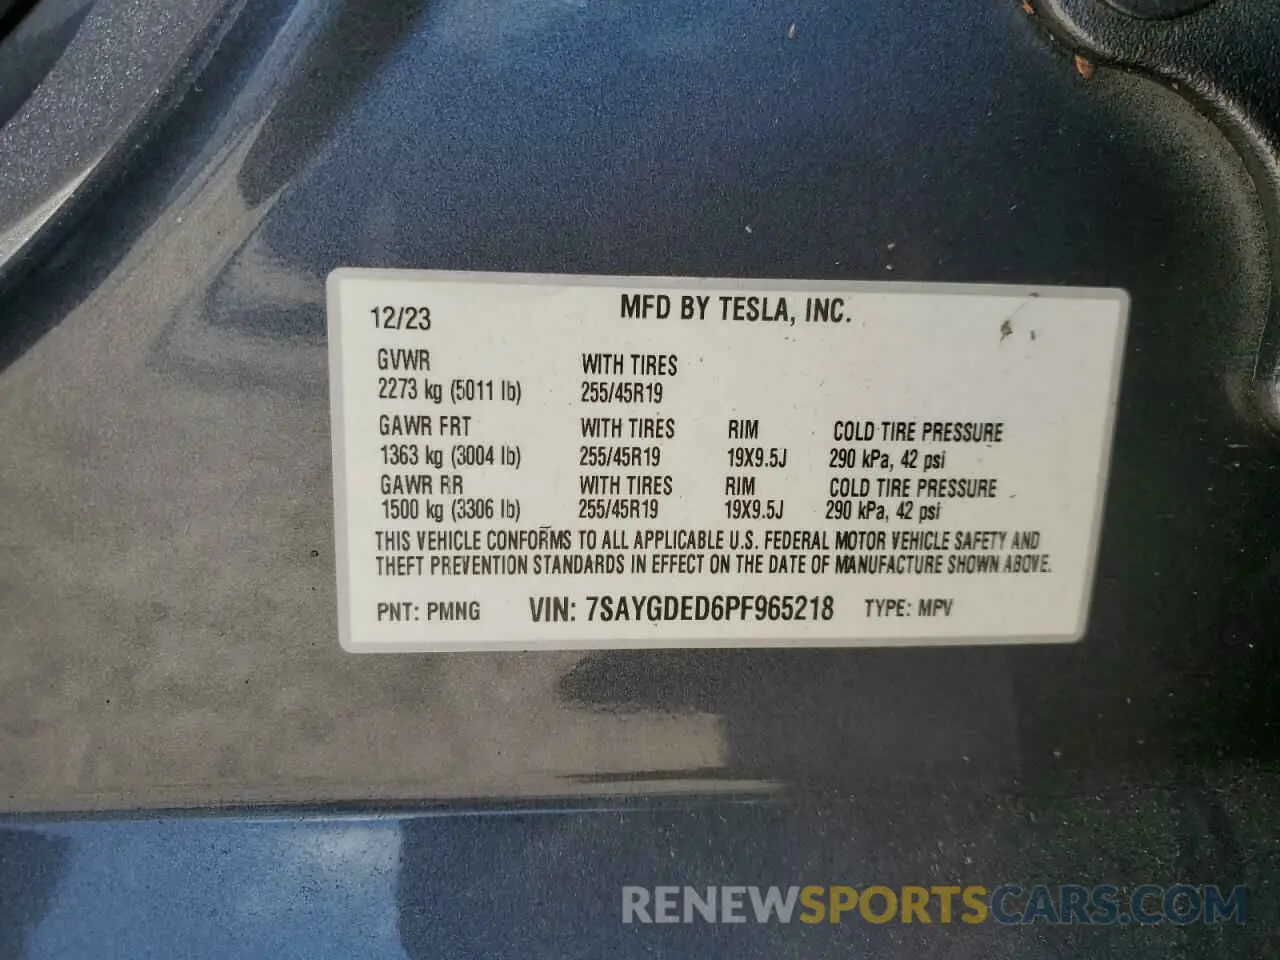 12/23 MFD BY TESLA, INC.
GVWR WITH TIRES
2273 kg (5011 lb) 255/45R19
GAWR FRT WITH TIRES RIM COLD TIRE PRESSURE
1363 kg (3004 lb) 255/45R19 19X9.5J 290 kPa, 42 psi
GAWR RR WITH TIRES RIM COLD TIRE PRESSURE
1500 kg (3306 lb) 255/45R19 19X9.5J 290 kPa, 42 psi
THIS VEHICLE CONFORMS TO ALL APPLICABLE U.S. FEDERAL MOTOR VEHICLE SAFETY AND
THEFT PREVENTION STANDARDS IN EFFECT ON THE DATE OF MANUFACTURE SHOWN ABOVE.
PNT: PMNG VIN: 7SAYGDED6PF965218 TYPE: MPV
RENEWSPORTSCARS.COM